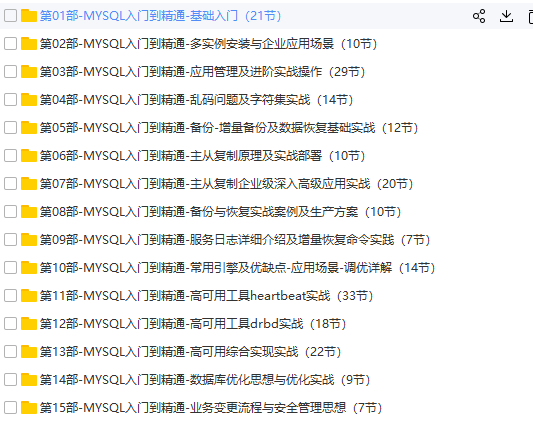 第01部-MYSQL入门到精通-基础入门（21节）
第02部-MYSQL入门到精通-多实例安装与企业应用场景（10节）
第03部-MYSQL入门到精通-应用管理及进阶实战操作（29节）
第04部-MYSQL入门到精通-乱码问题及字符集实战（14节）
第05部-MYSQL入门到精通-备份-增量备份及数据恢复基础实战（12节）
第06部-MYSQL入门到精通-主从复制原理及实战部署（10节）
第07部-MYSQL入门到精通-主从复制企业级深入高级应用实战（20节）
第08部-MYSQL入门到精通-备份与恢复实战案例及生产方案（10节）
第09部-MYSQL入门到精通-服务日志详细介绍及增量恢复命令实践（7节）
第10部-MYSQL入门到精通-常用引擎及优缺点-应用场景-调优详解（14节）
第11部-MYSQL入门到精通-高可用工具heartbeat实战（33节）
第12部-MYSQL入门到精通-高可用工具drbd实战（18节）
第13部-MYSQL入门到精通-高可用综合实现实战（22节）
第14部-MYSQL入门到精通-数据库优化思想与优化实战（9节）
第15部-MYSQL入门到精通-业务变更流程与安全管理思想（7节）